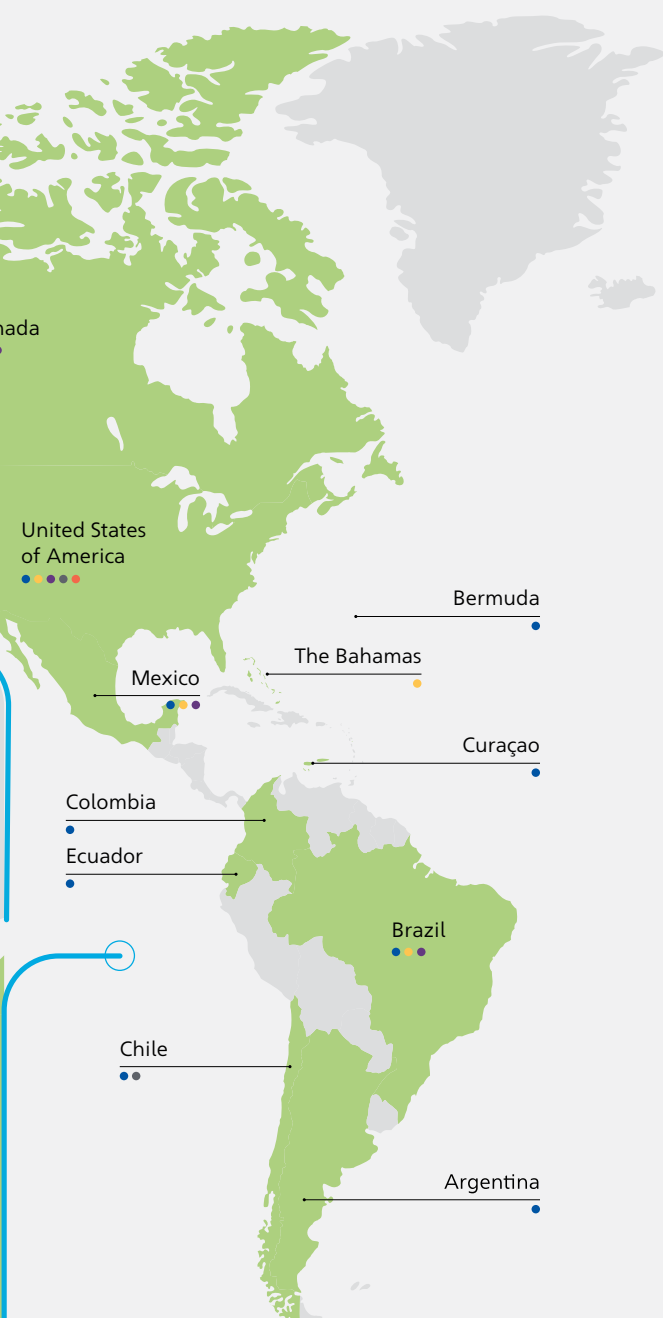 nada
United States
of America
Bermuda
The Bahamas
Mexico
Curaçao
Colombia
Ecuador
Brazil
Chile
Argentina